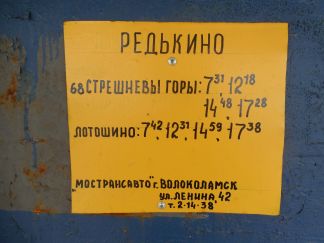 РЕДЬКИНО
68 СТРЕШНЕВЫ ГОРЫ: 7³¹, 12¹⁸
14⁴⁸, 17²⁸
ЛОТОШИНО: 7⁴², 12³¹, 14⁵⁹, 17³⁸
"МОСТРАНСАВТО" Г. ВОЛОКОЛАМСК
УЛ. ЛЕНИНА, 42
Т. 2-14-38